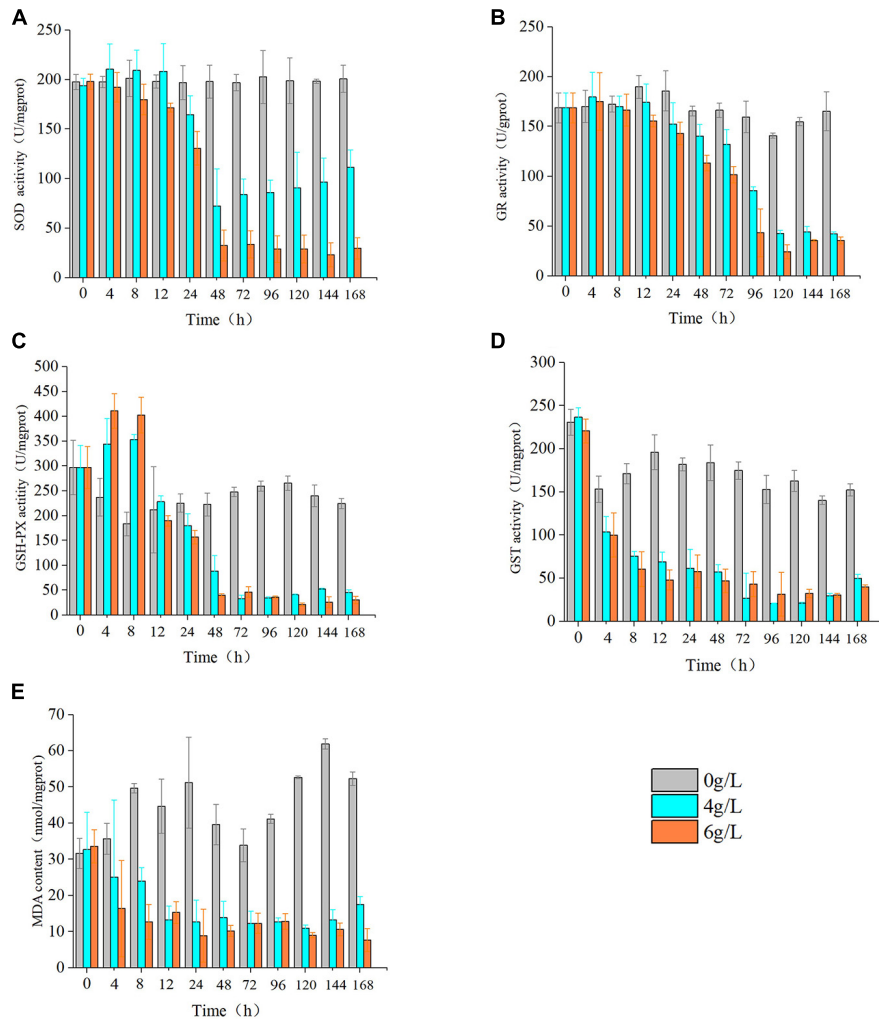 A
250
200
150
100
50
0
SOD actiivity（U/mgprot）
0 4 8 12 24 48 72 96 120 144 168
Time（h）
B
250
200
150
100
50
0
GR activity（U/gprot）
0 4 8 12 24 48 72 96 120 144 168
Time（h）
C
500
450
400
350
300
250
200
150
100
50
0
GSH-PX actitity（U/mgprot）
0 4 8 12 24 48 72 96 120 144 168
Time（h）
D
300
250
200
150
100
50
0
GST activity（U/mgprot）
0 4 8 12 24 48 72 96 120 144 168
Time（h）
E
70
60
50
40
30
20
10
0
MDA content（nmol/mgprot）
0 4 8 12 24 48 72 96 120 144 168
Time（h）
0g/L
4g/L
6g/L